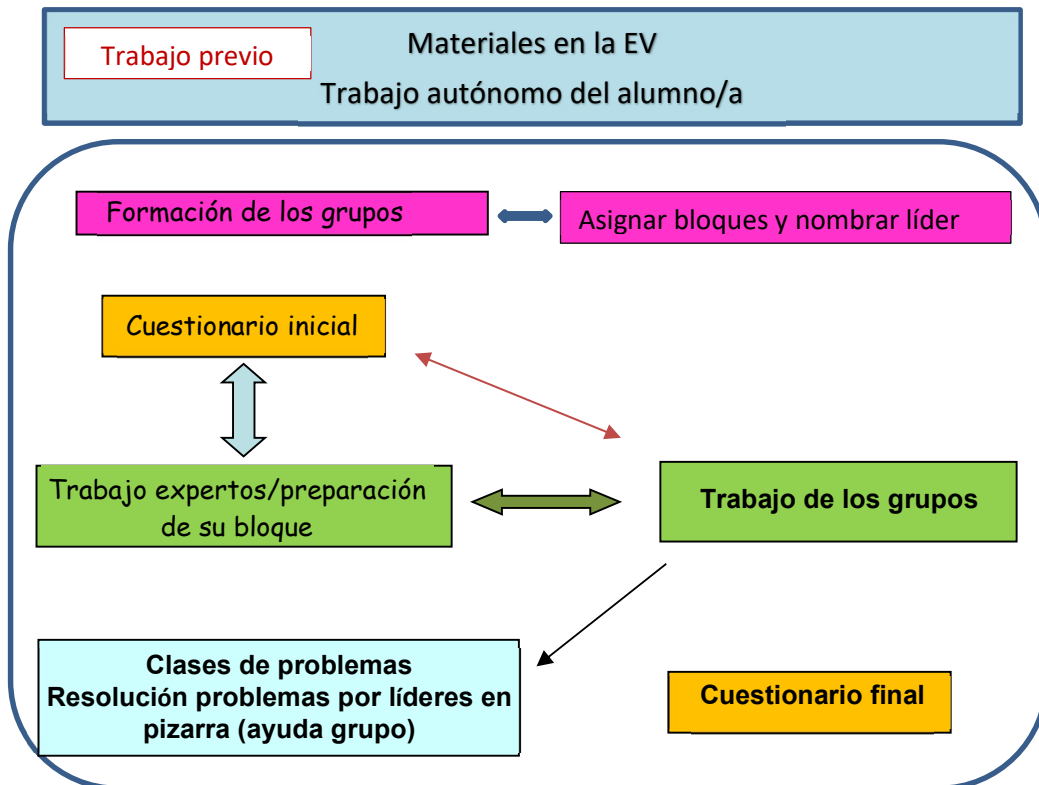 Trabajo previo
Materiales en la EV
Trabajo autónomo del alumno/a
Formación de los grupos
Asignar bloques y nombrar líder
Cuestionario inicial
Trabajo expertos/preparación
de su bloque
Trabajo de los grupos
Clases de problemas
Resolución problemas por líderes en
pizarra (ayuda grupo)
Cuestionario final